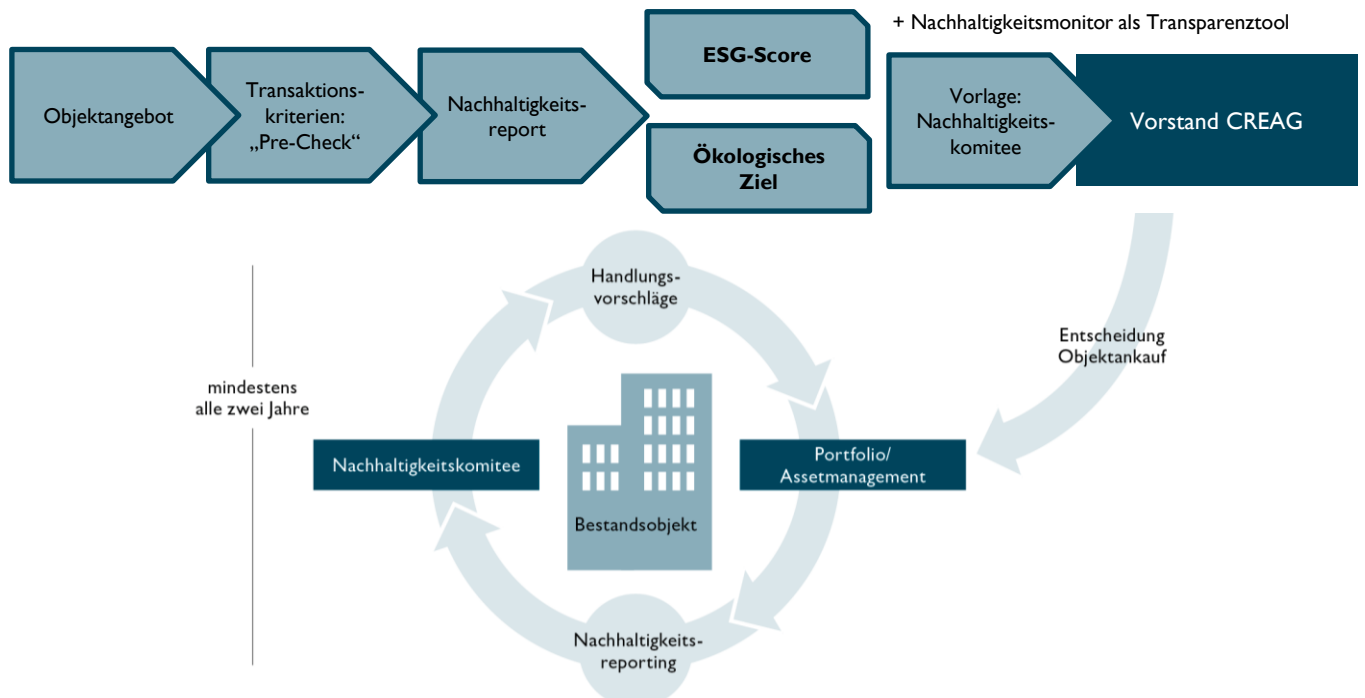 + Nachhaltigkeitsmonitor als Transparenztool
Objektangebot
Transaktions-
kriterien:
„Pre-Check“
Nachhaltigkeits-
report
ESG-Score
Ökologisches
Ziel
Vorlage:
Nachhaltigkeits-
komitee
Vorstand CREAG
Handlungs-
vorschläge
Entscheidung
Objektankauf
mindestens
alle zwei Jahre
Nachhaltigkeitskomitee
Portfolio/
Assetmanagement
Bestandsobjekt
Nachhaltigkeits-
reporting